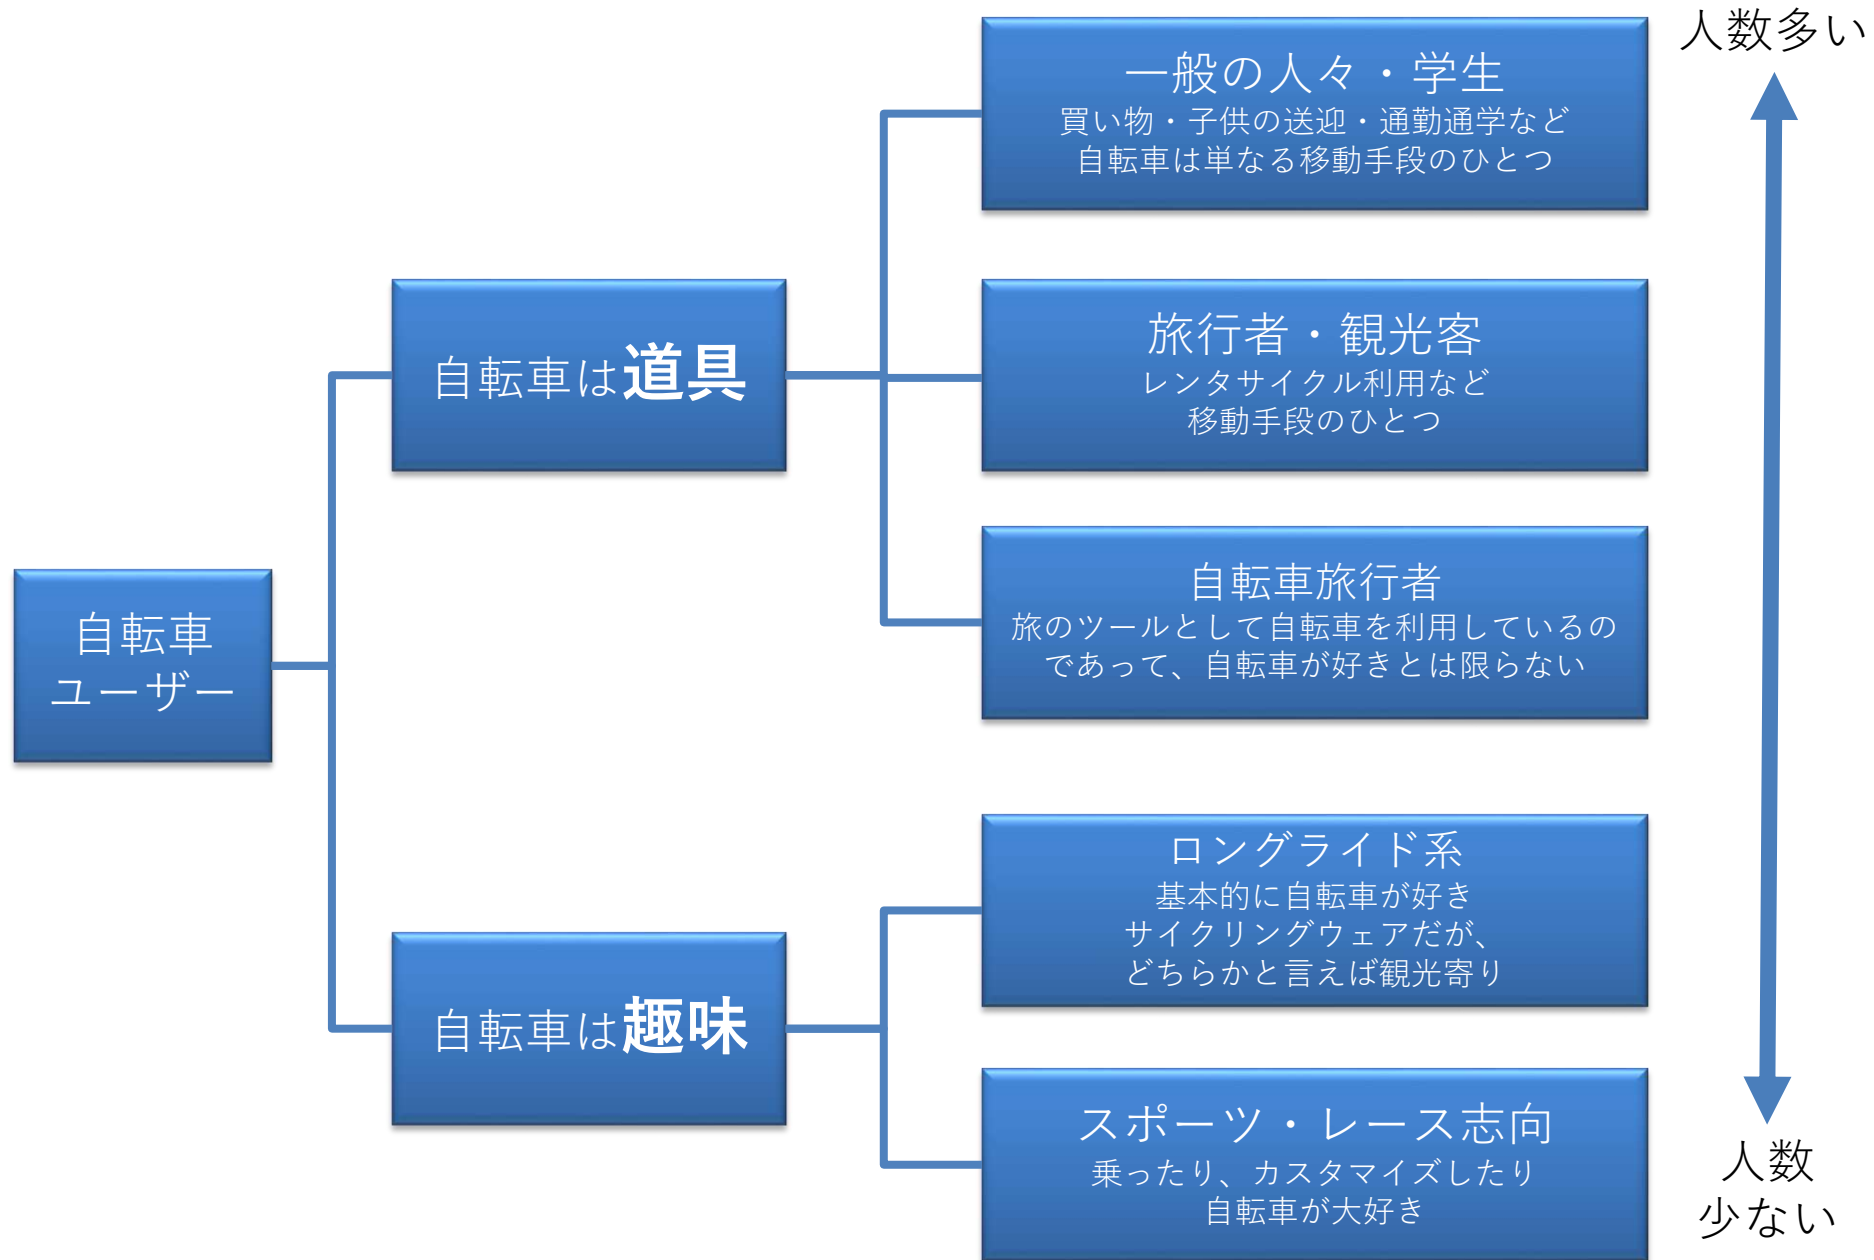 人数多い
一般の人々・学生
買い物・子供の送迎・通勤通学など
自転車は単なる移動手段のひとつ
旅行者・観光客
レンタサイクル利用など
移動手段のひとつ
自転車は道具
自転車旅行者
旅のツールとして自転車を利用しているの
であって、自転車が好きとは限らない
自転車
ユーザー
ロングライド系
基本的に自転車が好き
サイクリングウェアだが、
どちらかと言えば観光寄り
自転車は趣味
スポーツ・レース志向
乗ったり、カスタマイズしたり
自転車が大好き
人数
少ない